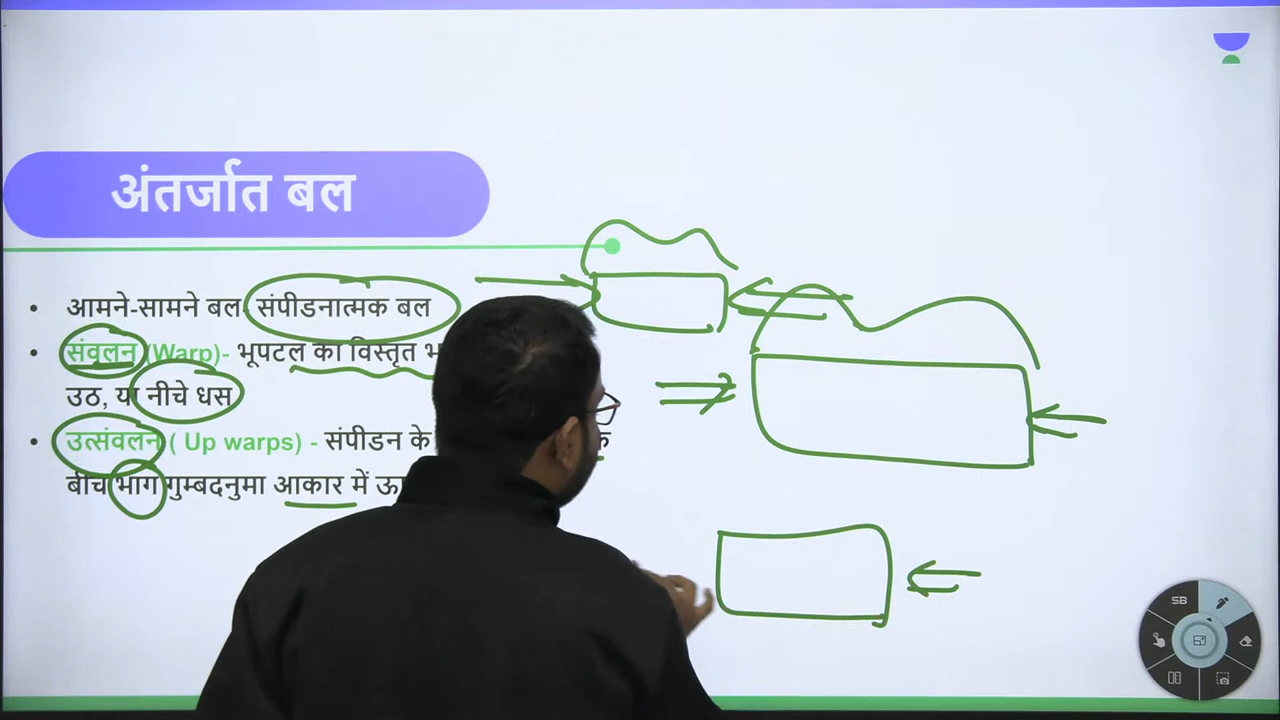 अंतर्जात बल
• आमने-सामने बल- संपीडनात्मक बल
• संवलन (Warp)- भूपटल का विस्तृत
उठ, या नीचे धस
• उत्संवलन ( Up warps) - संपीडन के
बीच भाग गुम्बदनुमा आकार में
SB